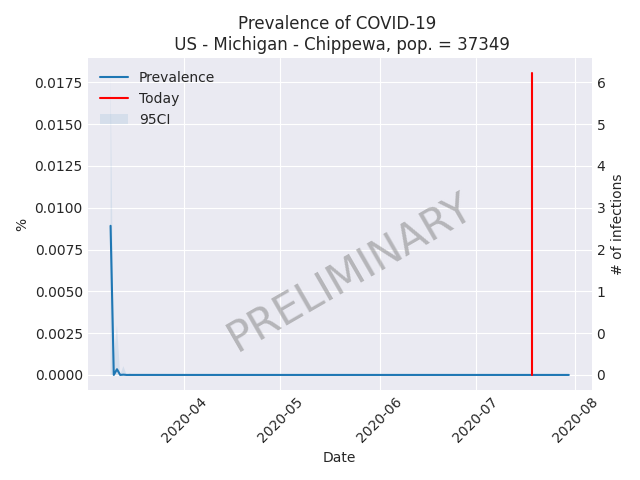 Prevalence of COVID-19
US - Michigan - Chippewa, pop. = 37349
Prevalence
Today
95CI
0.0175
0.0150
0.0125
0.0100
0.0075
0.0050
0.0025
0.0000
%
6
5
4
3
2
1
0
0
# of infections
PRELIMINARY
2020-04
2020-05
2020-06
2020-07
2020-08
Date